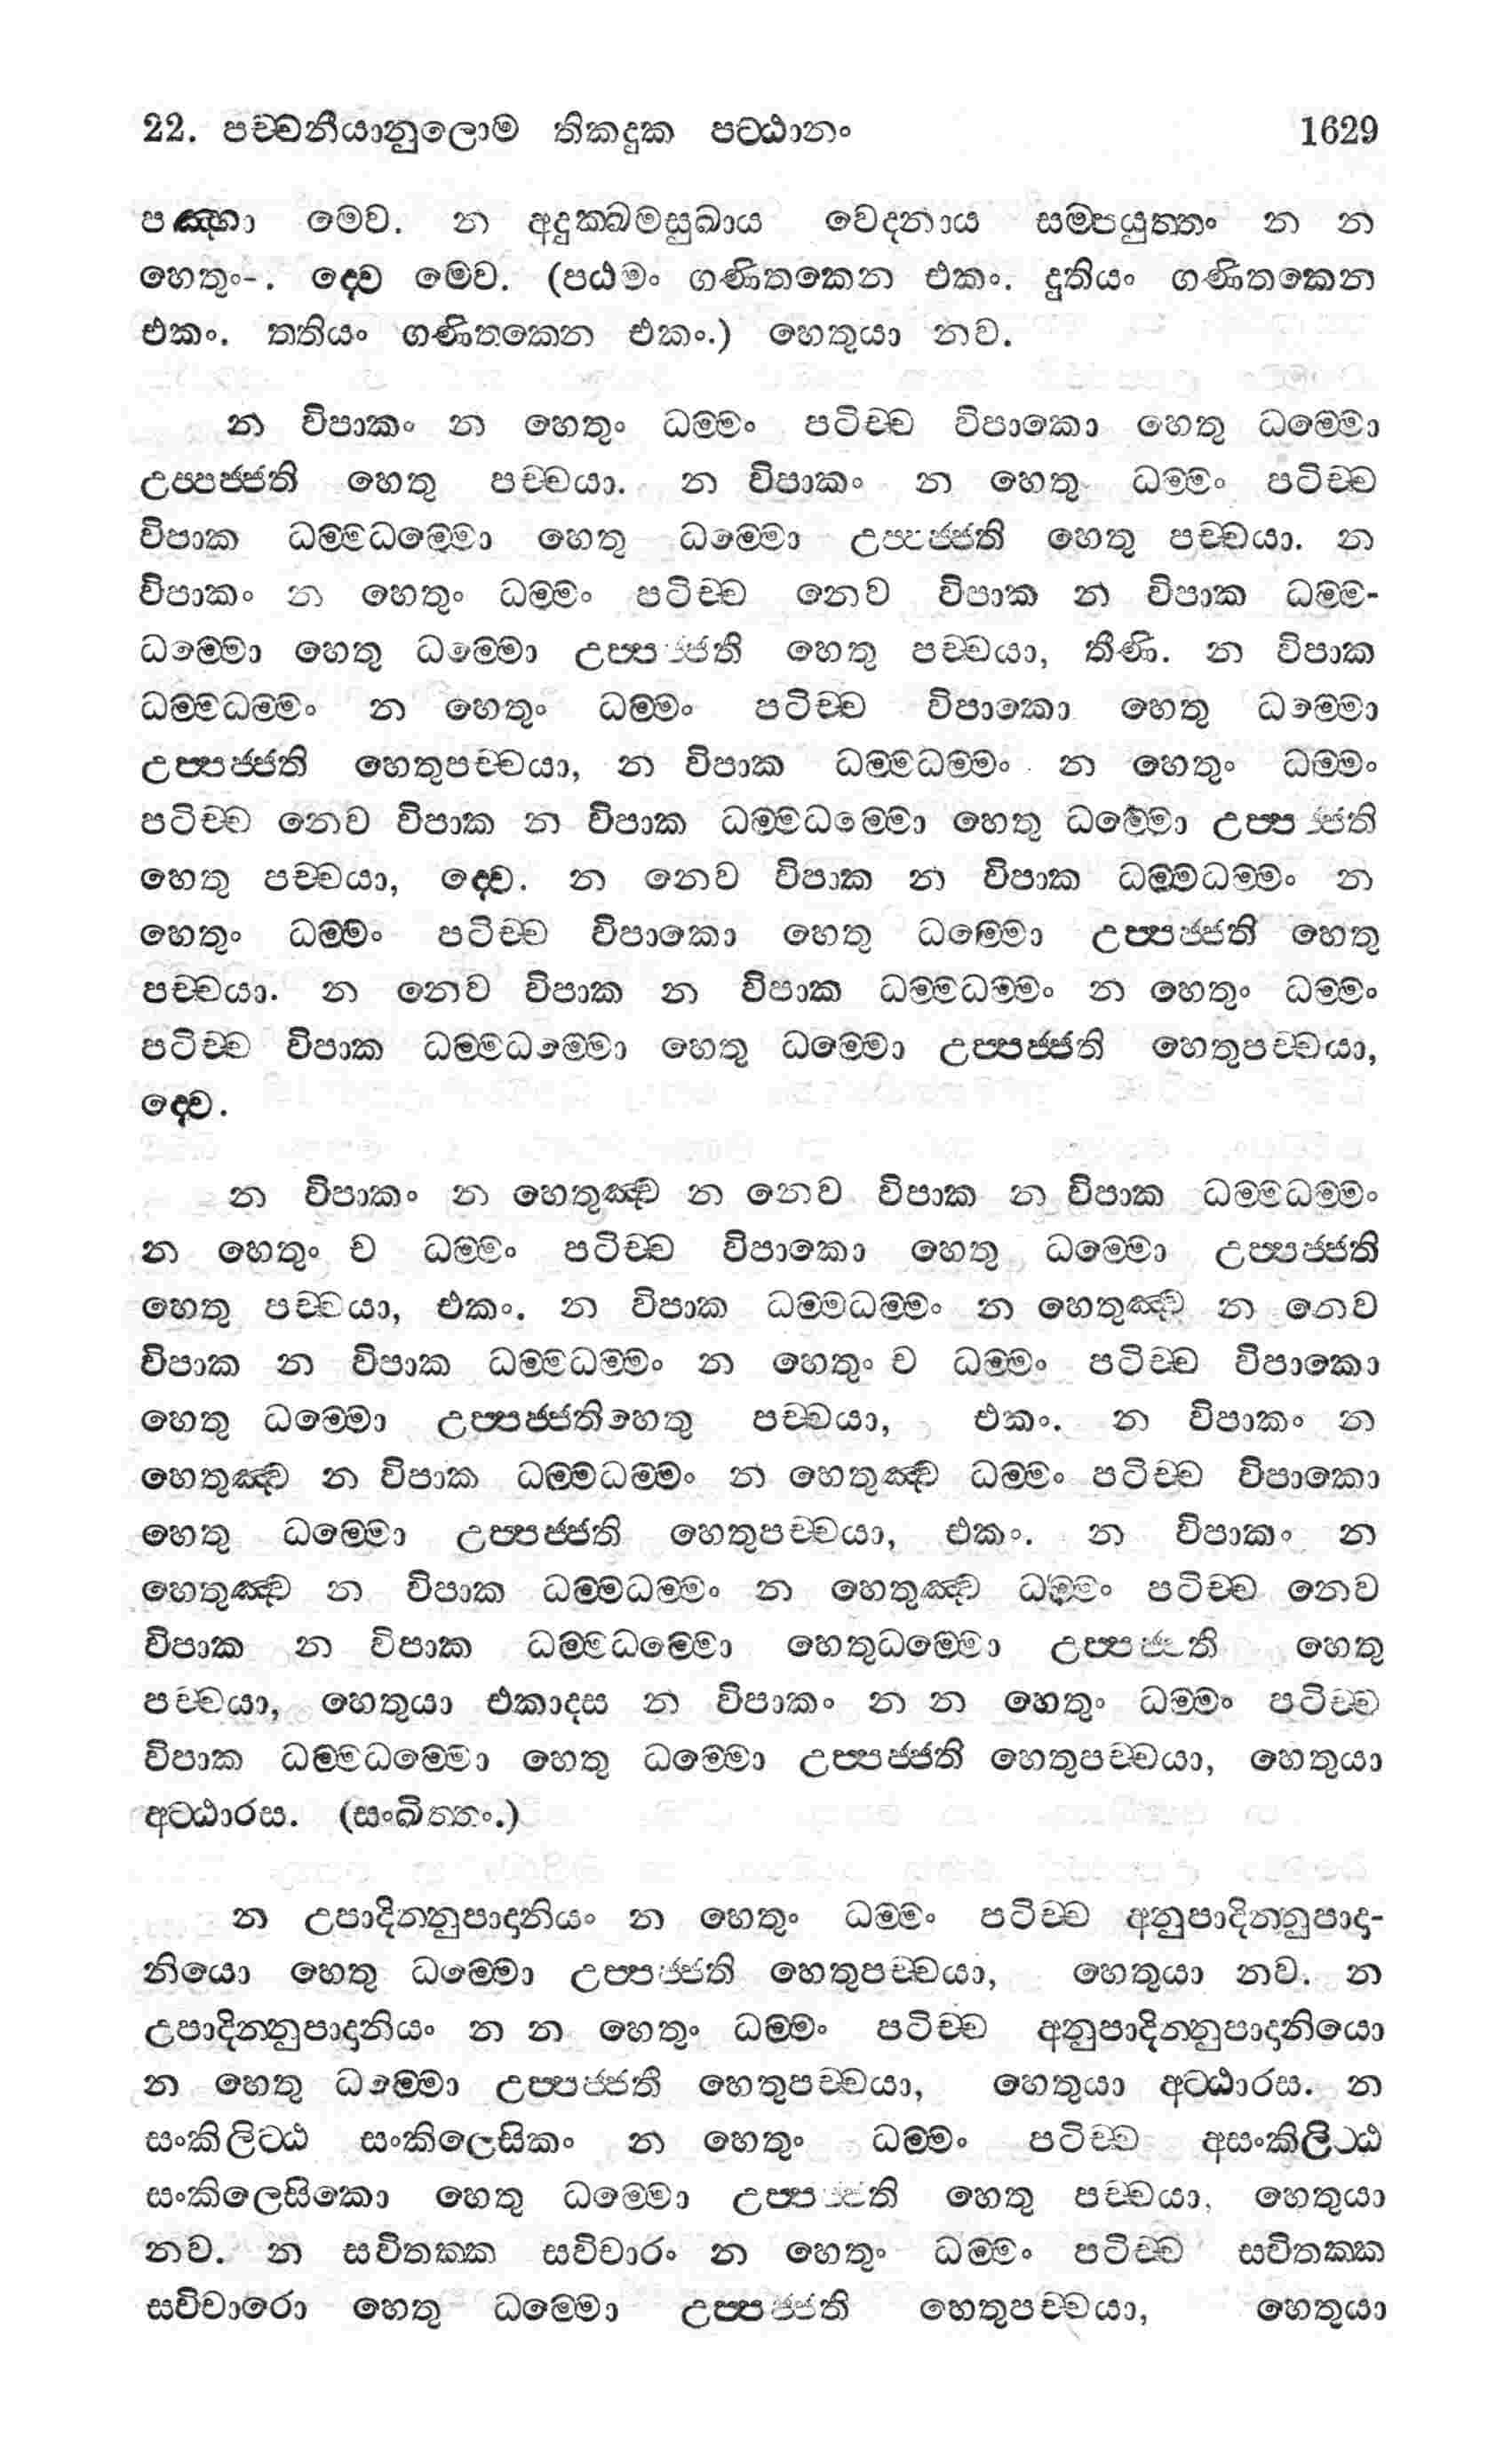 22. පච්චනීයානුලොම තිකදුක පට්ඨානං 1629
පඤ්හා මෙව. න අදුක්ඛමසුඛාය වෙදනාය සම්පයුත්තං න න
හෙතුං-. ද්වෙ මෙව. (පඨමං ගණිතකෙන එකං. දුතියං ගණිතකෙන
එකං. තතියං ගණිතකෙන එකං.) හෙතුයා නව.
න විපාකං න හෙතුං ධම්මං පටිච්ච විපාකො හෙතු ධම්මො
උප්පජ්ජති හෙතු පච්චයා. න විපාකං න හෙතු ධම්මං පටිච්ච
විපාක ධම්මධම්මො හෙතු ධම්මො උප්පජ්ජති හෙතු පච්චයා. න
විපාකං න හෙතුං ධම්මං පටිච්ච නෙව විපාක න විපාක ධම්ම-
ධම්මො හෙතු ධම්මො උප්පජ්ජති හෙතු පච්චයා, තීණි. න විපාක
ධම්මධම්මං න හෙතුං ධම්මං පටිච්ච විපාකො හෙතු ධම්මො
උප්පජ්ජති හෙතුපච්චයා, න විපාක ධම්මධම්මං න හෙතුං ධම්මං
පටිච්ච නෙව විපාක න විපාක ධම්මධම්මො හෙතු ධම්මො උප්පජ්ජති
හෙතු පච්චයා, ද්වෙ. න නෙව විපාක න විපාක ධම්මධම්මං න
හෙතුං ධම්මං පටිච්ච විපාකො හෙතු ධම්මො උප්පජ්ජති හෙතු
පච්චයා. න නෙව විපාක න විපාක ධම්මධම්මං න හෙතුං ධම්මං
පටිච්ච විපාක ධම්මධම්මො හෙතු ධම්මො උප්පජ්ජති හෙතුපච්චයා,
ද්වෙ.
න විපාකං න හෙතුඤ්ච න නෙව විපාක න විපාක ධම්මධම්මං
න හෙතුං ච ධම්මං පටිච්ච විපාකො හෙතු ධම්මො උප්පජ්ජති
හෙතු පච්චයා, එකං. න විපාක ධම්මධම්මං න හෙතුඤ්ච න නෙව
විපාක න විපාක ධම්මධම්මං න හෙතුං ච ධම්මං පටිච්ච විපාකො
හෙතු ධම්මො උප්පජ්ජතිහෙතු පච්චයා, එකං. න විපාකං න
හෙතුඤ්ච න විපාක ධම්මධම්මං න හෙතුඤ්ච ධම්මං පටිච්ච විපාකො
හෙතු ධම්මො උප්පජ්ජති හෙතුපච්චයා, එකං. න විපාකං න
හෙතුඤ්ච න විපාක ධම්මධම්මං න හෙතුඤ්ච ධම්මං පටිච්ච නෙව
විපාක න විපාක ධම්මධම්මො හෙතුධම්මො උප්පජ්ජති හෙතු
පච්චයා, හෙතුයා එකාදස න විපාකං න න හෙතුං ධම්මං පටිච්ච
විපාක ධම්මධම්මො හෙතු ධම්මො උප්පජ්ජති හෙතුපච්චයා, හෙතුයා
අට්ඨාරස. (සංඛිත්තං.)
න උපාදින්නුපාදානියං න හෙතුං ධම්මං පටිච්ච අනුපාදින්නුපාදා-
නියො හෙතු ධම්මො උප්පජ්ජති හෙතුපච්චයා, හෙතුයා නව. න
උපාදින්නුපාදානියං න න හෙතුං ධම්මං පටිච්ච අනුපාදින්නුපාදානියො
න හෙතු ධම්මො උප්පජ්ජති හෙතුපච්චයා, හෙතුයා අට්ඨාරස. න
සංකිලිට්ඨ සංකිලෙසිකං න හෙතුං ධම්මං පටිච්ච අසංකිලිට්ඨ
සංකිලෙසිකො හෙතු ධම්මො උප්පජ්ජති හෙතු පච්චයා, හෙතුයා
නව. න සවිතක්ක සවිචාරං න හෙතුං ධම්මං පටිච්ච සවිතක්ක
සවිචාරො හෙතු ධම්මො උප්පජ්ජති හෙතුපච්චයා, හෙතුයා